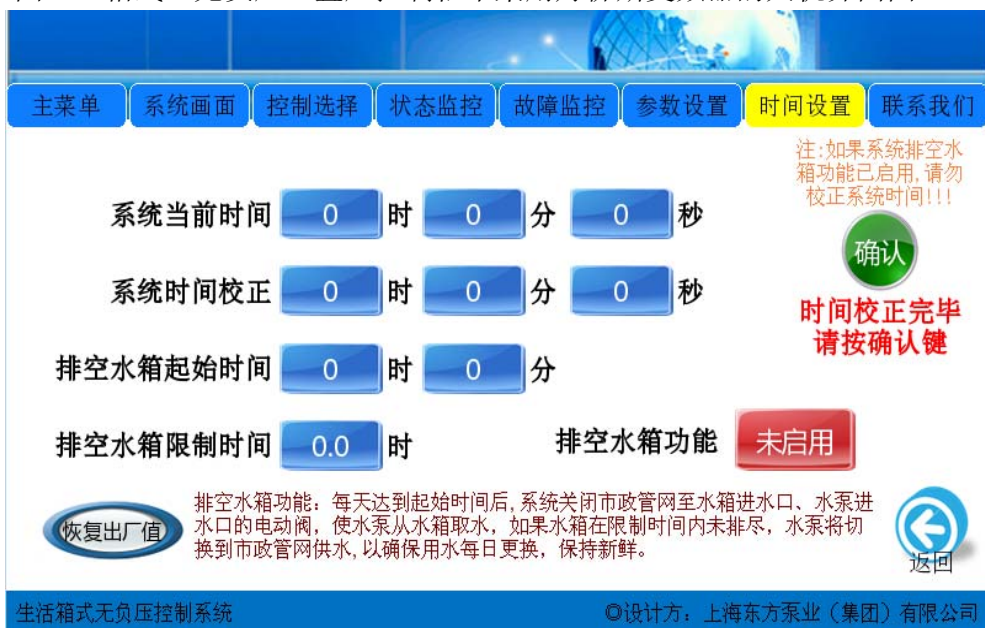 主菜单 系统画面 控制选择 状态监控 故障监控 参数设置 时间设置 联系我们
注:如果系统排空水
箱功能已启用,请勿
校正系统时间!!!
系统当前时间 0 时 0 分 0 秒
确认
系统时间校正 0 时 0 分 0 秒
时间校正完毕
请按确认键
排空水箱起始时间 0 时 0 分
排空水箱限制时间 0.0 时 排空水箱功能 未启用
恢复出厂值
排空水箱功能：每天达到起始时间后,系统关闭市政管网至水箱进水口、水泵进
水口的电动阀，使水泵从水箱取水，如果水箱在限制时间内未排尽，水泵将切
换到市政管网供水,以确保用水每日更换，保持新鲜。
返回
生活箱式无负压控制系统 ◎设计方：上海东方泵业（集团）有限公司